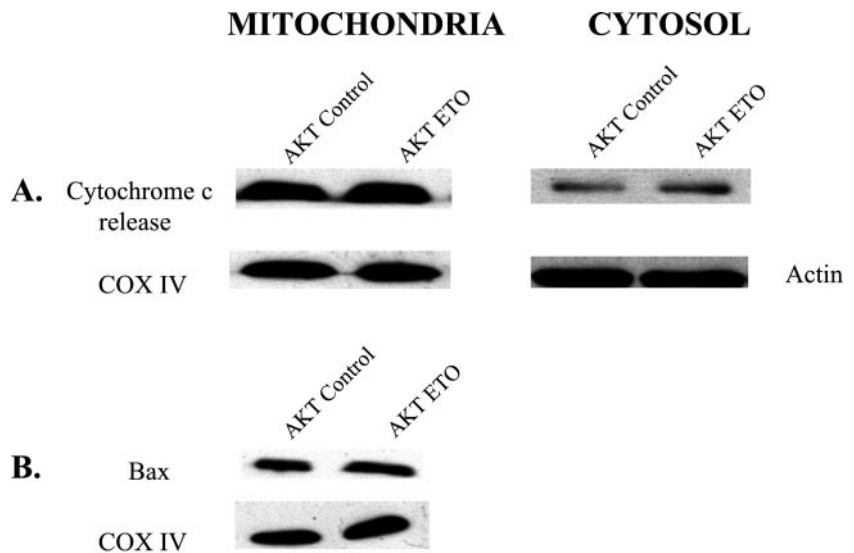 MITOCHONDRIA CYTOSOL
AKT Control AKT ETO AKT Control AKT ETO
A. Cytochrome c
release
COX IV Actin
AKT Control AKT ETO
B. Bax
COX IV